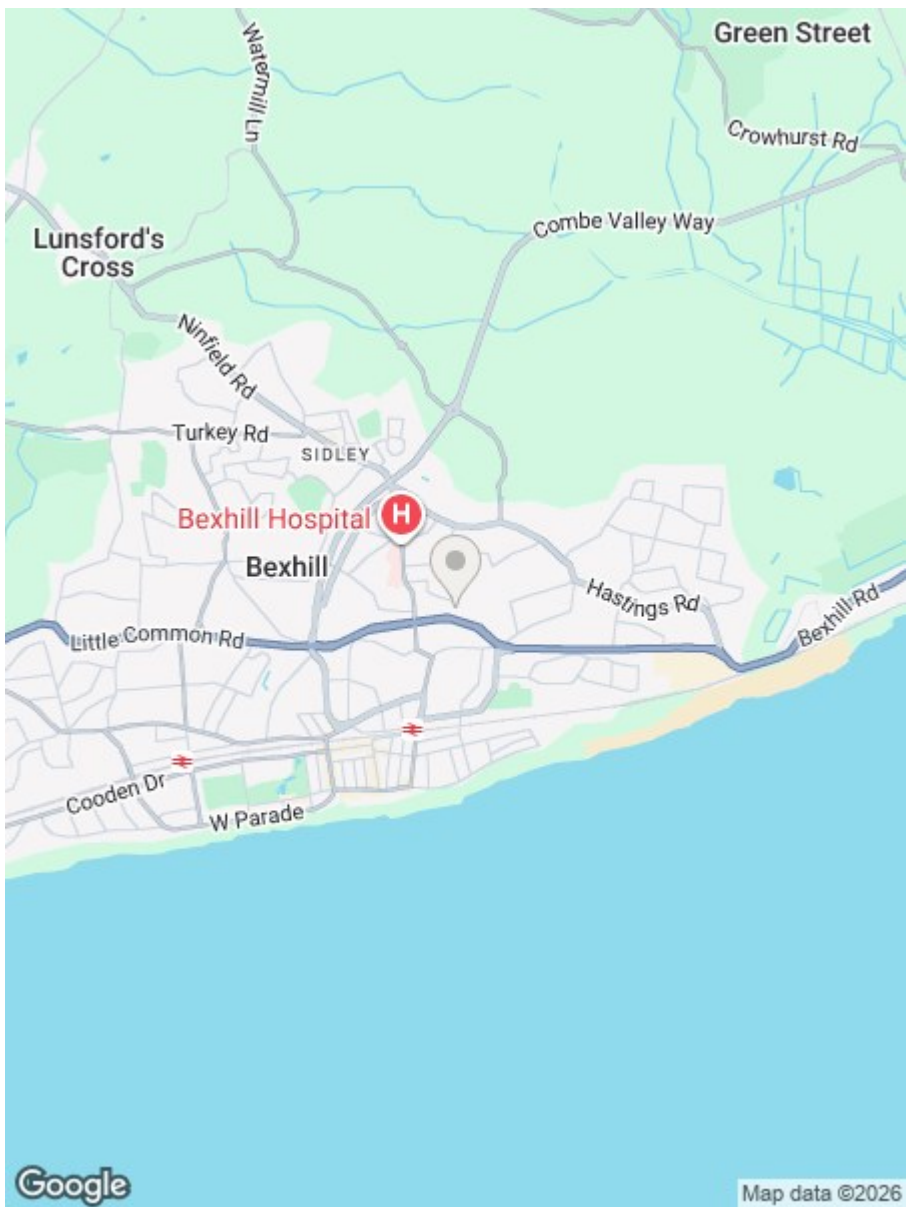 Green Street
Watermill Ln
Crowhurst Rd
Combe Valley Way
Lunsford's
Cross
Ninfield Rd
Turkey Rd
SIDLEY
Bexhill Hospital
H
Bexhill
Hastings Rd
Bexhill Rd
Little Common Rd
Cooden Dr
W Parade
Google
Map data ©2026